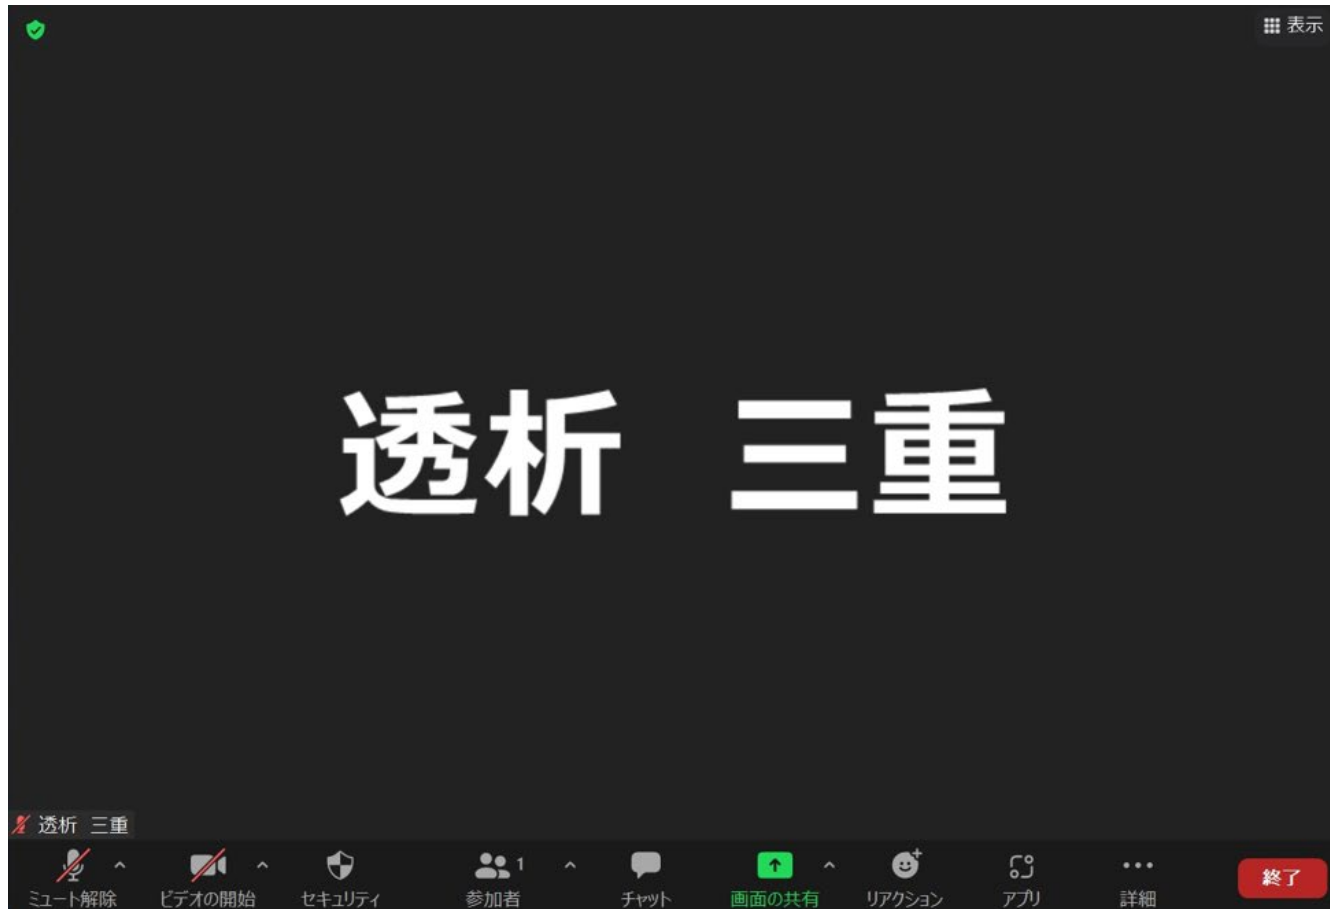 表示
透析 三重
透析 三重
ミュート解除 ビデオの開始 セキュリティ 参加者 1 チャット 画面の共有 リアクション アプリ 詳細 終了